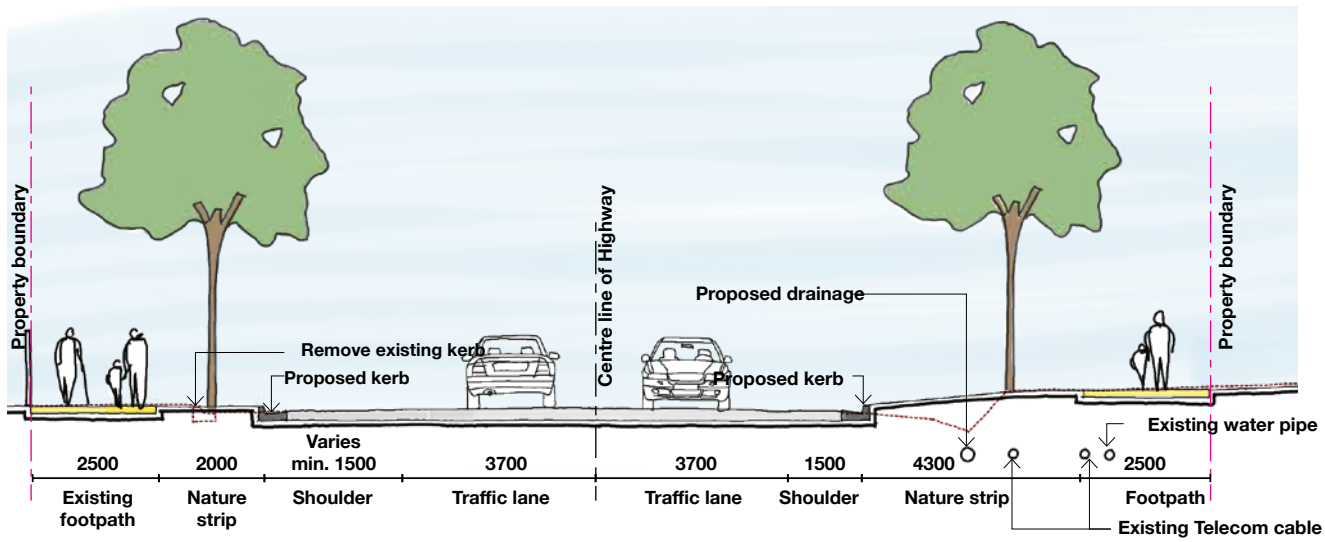 Property boundary
Centre line of Highway
Property boundary
Proposed drainage
Remove existing kerb
Proposed kerb
Proposed kerb
Existing water pipe
Varies
min. 1500
2500
2000
3700
3700
1500
4300
2500
Existing
footpath
Nature
strip
Shoulder
Traffic lane
Traffic lane
Shoulder
Nature strip
Footpath
Existing Telecom cable